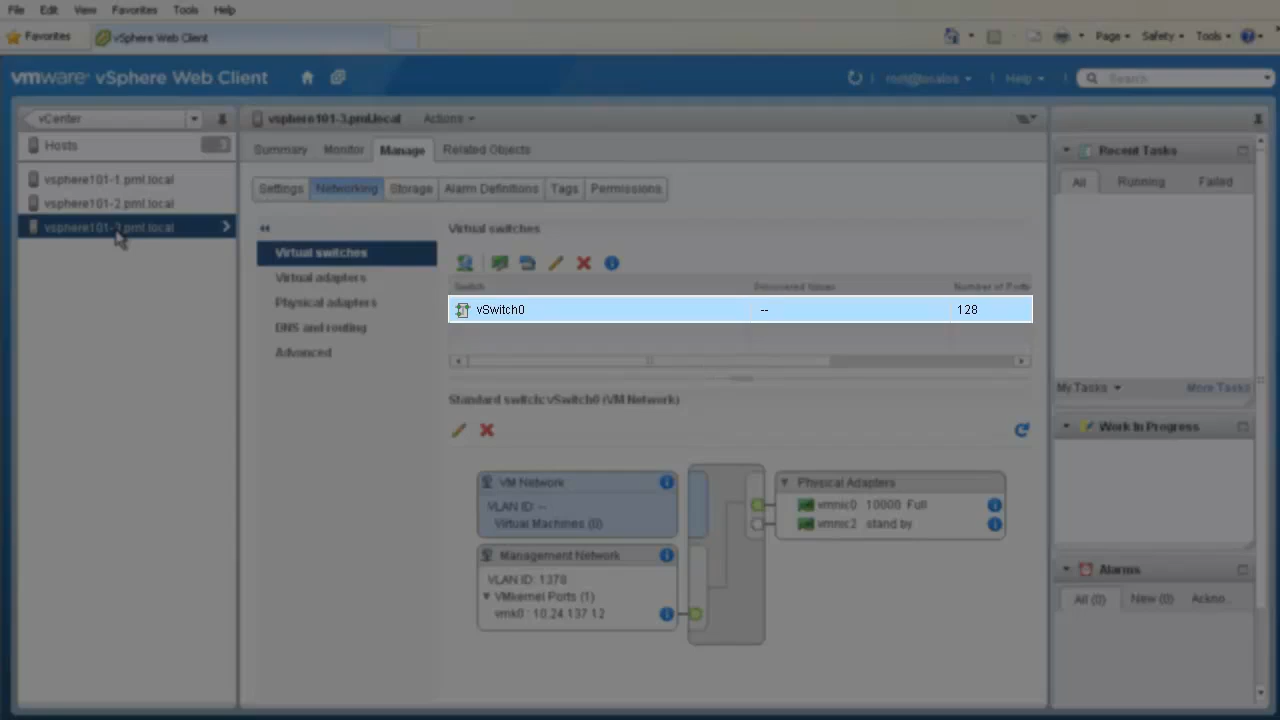 File Edit View Favorites Tools Help
Favorites vSphere Web Client Page Safety Tools
vmware vSphere Web Client root@localos Help Search
vCenter
Hosts 3
vsphere101-1.pml.local
vsphere101-2.pml.local
vsphere101-3.pml.local
vsphere101-3.pml.local Actions
Summary Monitor Manage Related Objects
Settings Networking Storage Alarm Definitions Tags Permissions
Virtual switches
Virtual adapters
Physical adapters
DNS and routing
Advanced
Virtual switches
Switch Discovered Issues Number of Ports
vSwitch0 -- 128
Standard switch: vSwitch0 (VM Network)
VM Network
VLAN ID: --
Virtual Machines (0)
Management Network
VLAN ID: 1378
VMkernel Ports (1)
vmk0 : 10.24.137.12
Physical Adapters
vmnic0 10000 Full
vmnic2 stand by
Recent Tasks
All Running Failed
My Tasks More Tasks
Work In Progress
Alarms
All (0) New (0) Ackno...